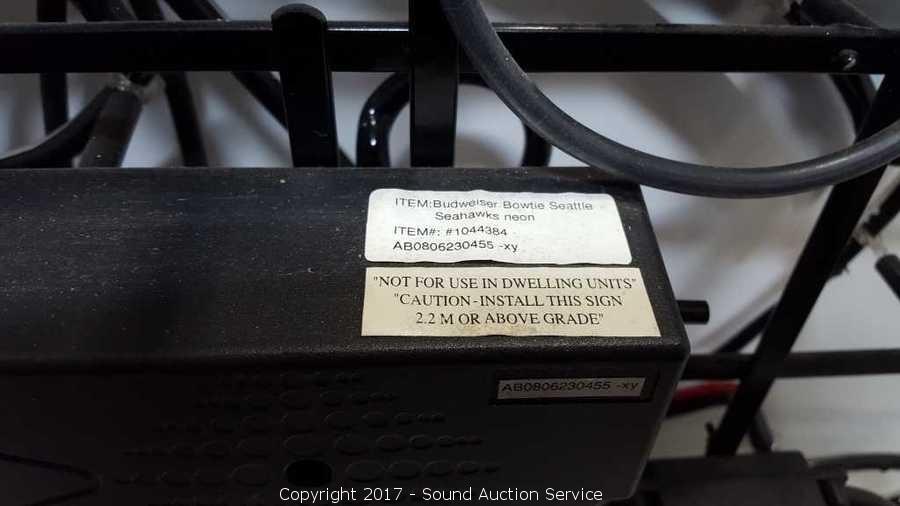 ITEM:Budweiser Bowtie Seattle
Seahawks neon
ITEM#: #1044384
AB0806230455 -xy
"NOT FOR USE IN DWELLING UNITS"
"CAUTION - INSTALL THIS SIGN
2.2 M OR ABOVE GRADE"
AB0806230455 -xy
Copyright 2017 - Sound Auction Service